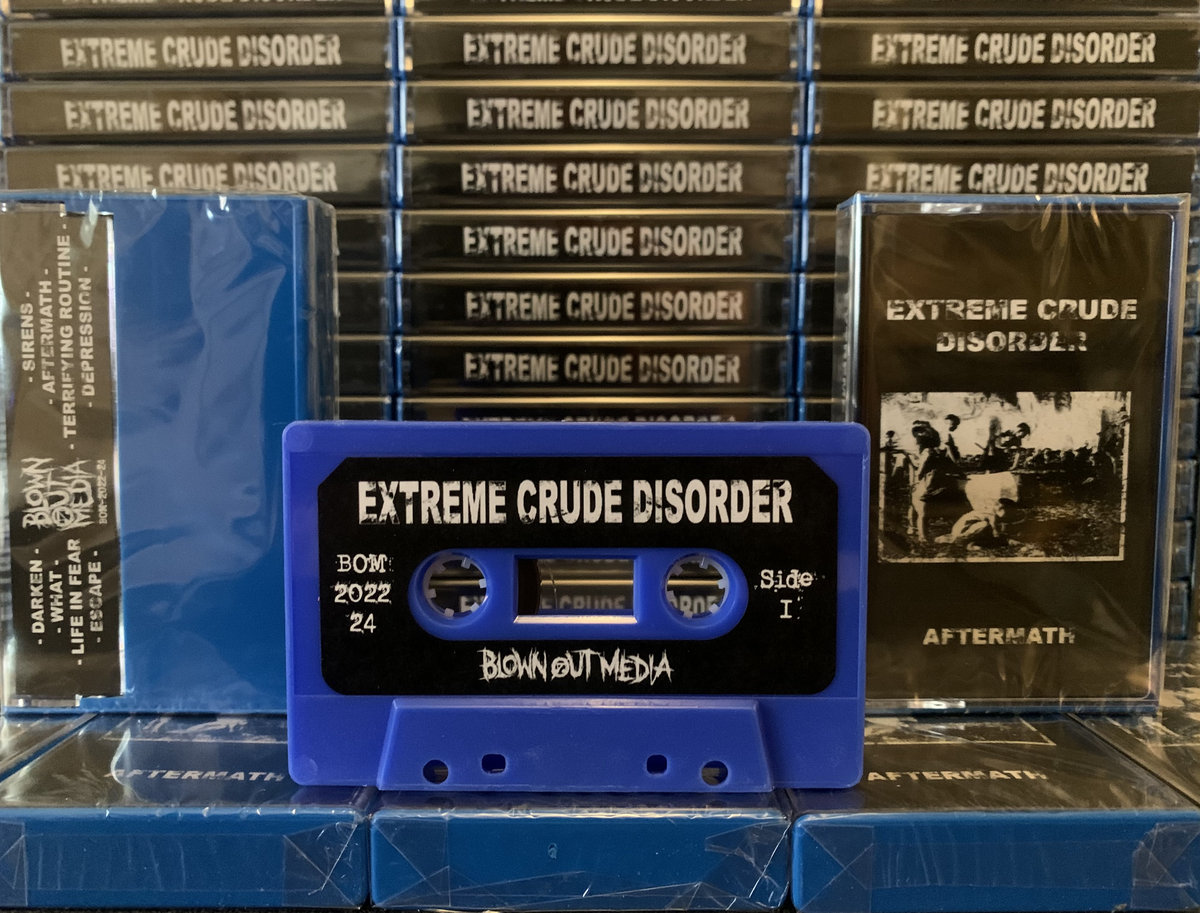 EXTREME CRUDE DISORDER
EXTREME CRUDE DISORDER
EXTREME CRUDE DISORDER
EXTREME CRUDE DISORDER
EXTREME CRUDE DISORDER
EXTREME CRUDE DISORDER
EXTREME CRUDE DISORDER
EXTREME CRUDE DISORDER
EXTREME CRUDE DISORDER
EXTREME CRUDE DISORDER
EXTREME CRUDE DISORDER
EXTREME CRUDE DISORDER
- SIRENS -
- AFTERMATH -
- TERRIFYING ROUTINE -
- DEPRESSION -
BLOWN
OUT
MEDIA
BOM-2022-24
- DARKEN -
- WHAT -
- LIFE IN FEAR -
- ESCAPE -
EXTREME CRUDE DISORDER
BOM
2022
24
Side
I
BLOWN OUT MEDIA
EXTREME CRUDE
DISORDER
AFTERMATH
AFTERMATH
AFTERMATH